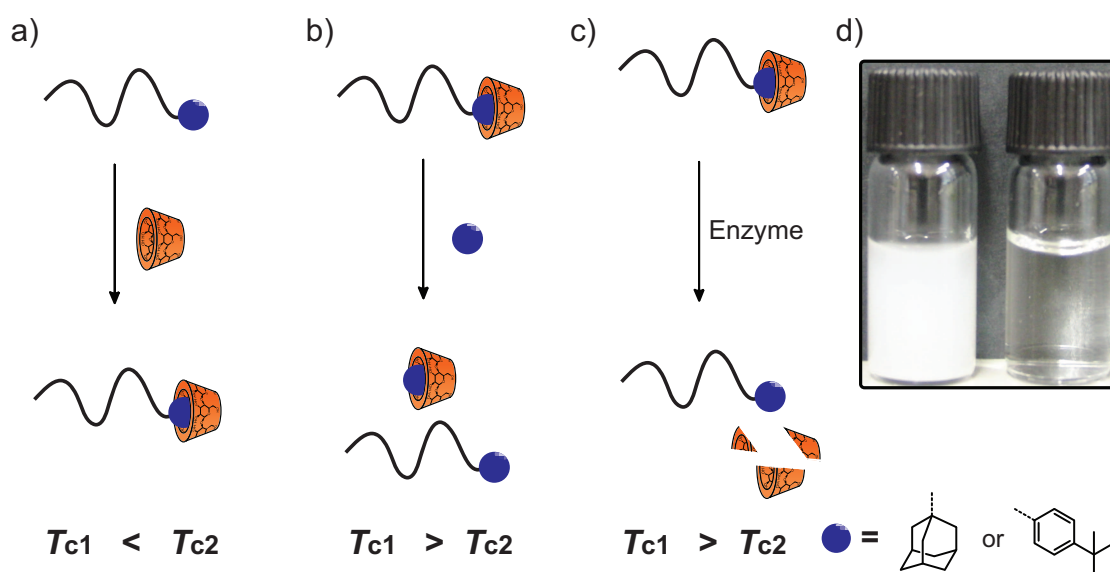 a)
b)
c)
d)
Enzyme
Tc1 < Tc2
Tc1 > Tc2
Tc1 > Tc2
= or